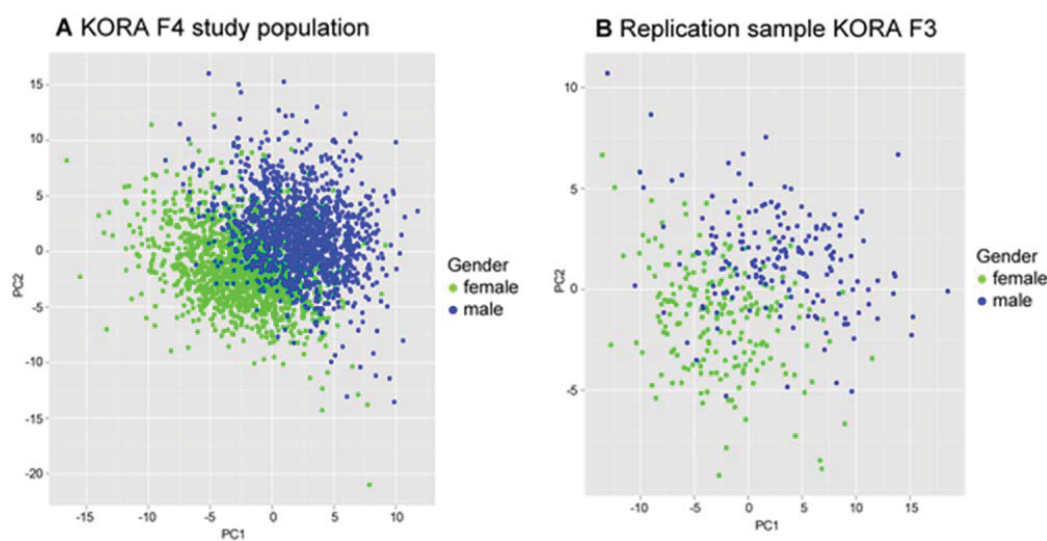 A KORA F4 study population
15
10
5
0
-5
-10
-15
-20
PC2
-15 -10 -5 0 5 10
PC1
Gender
female
male
B Replication sample KORA F3
10
5
0
-5
PC2
-10 -5 0 5 10 15
PC1
Gender
female
male